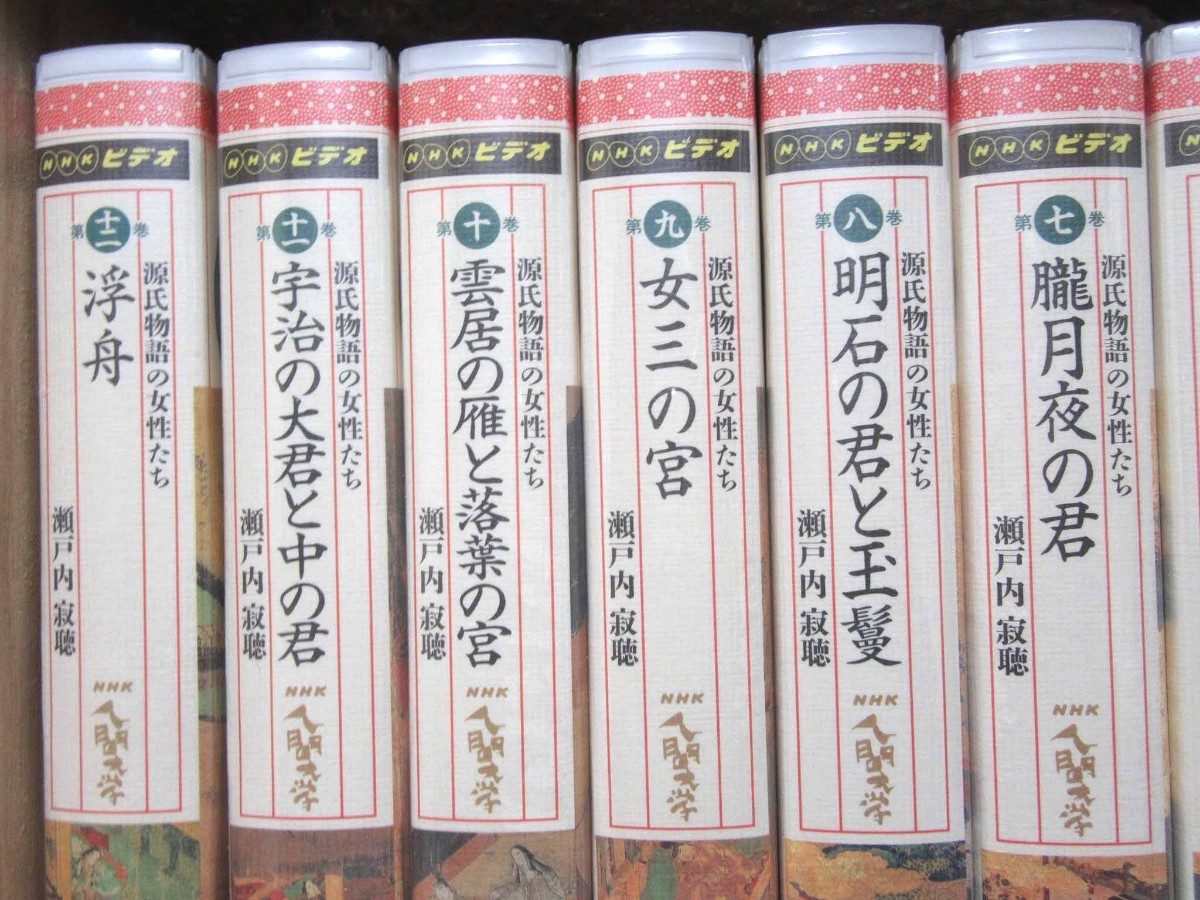 NHKビデオ
第十二巻
源氏物語の女性たち
浮舟
瀬戸内寂聴
NHK
人間大学
NHKビデオ
第十一巻
源氏物語の女性たち
宇治の大君と中の君
瀬戸内寂聴
NHK
人間大学
NHKビデオ
第十巻
源氏物語の女性たち
雲居の雁と落葉の宮
瀬戸内寂聴
NHK
人間大学
NHKビデオ
第九巻
源氏物語の女性たち
女三の宮
瀬戸内寂聴
NHK
人間大学
NHKビデオ
第八巻
源氏物語の女性たち
明石の君と玉鬘
瀬戸内寂聴
NHK
人間大学
NHKビデオ
第七巻
源氏物語の女性たち
朧月夜の君
瀬戸内寂聴
NHK
人間大学